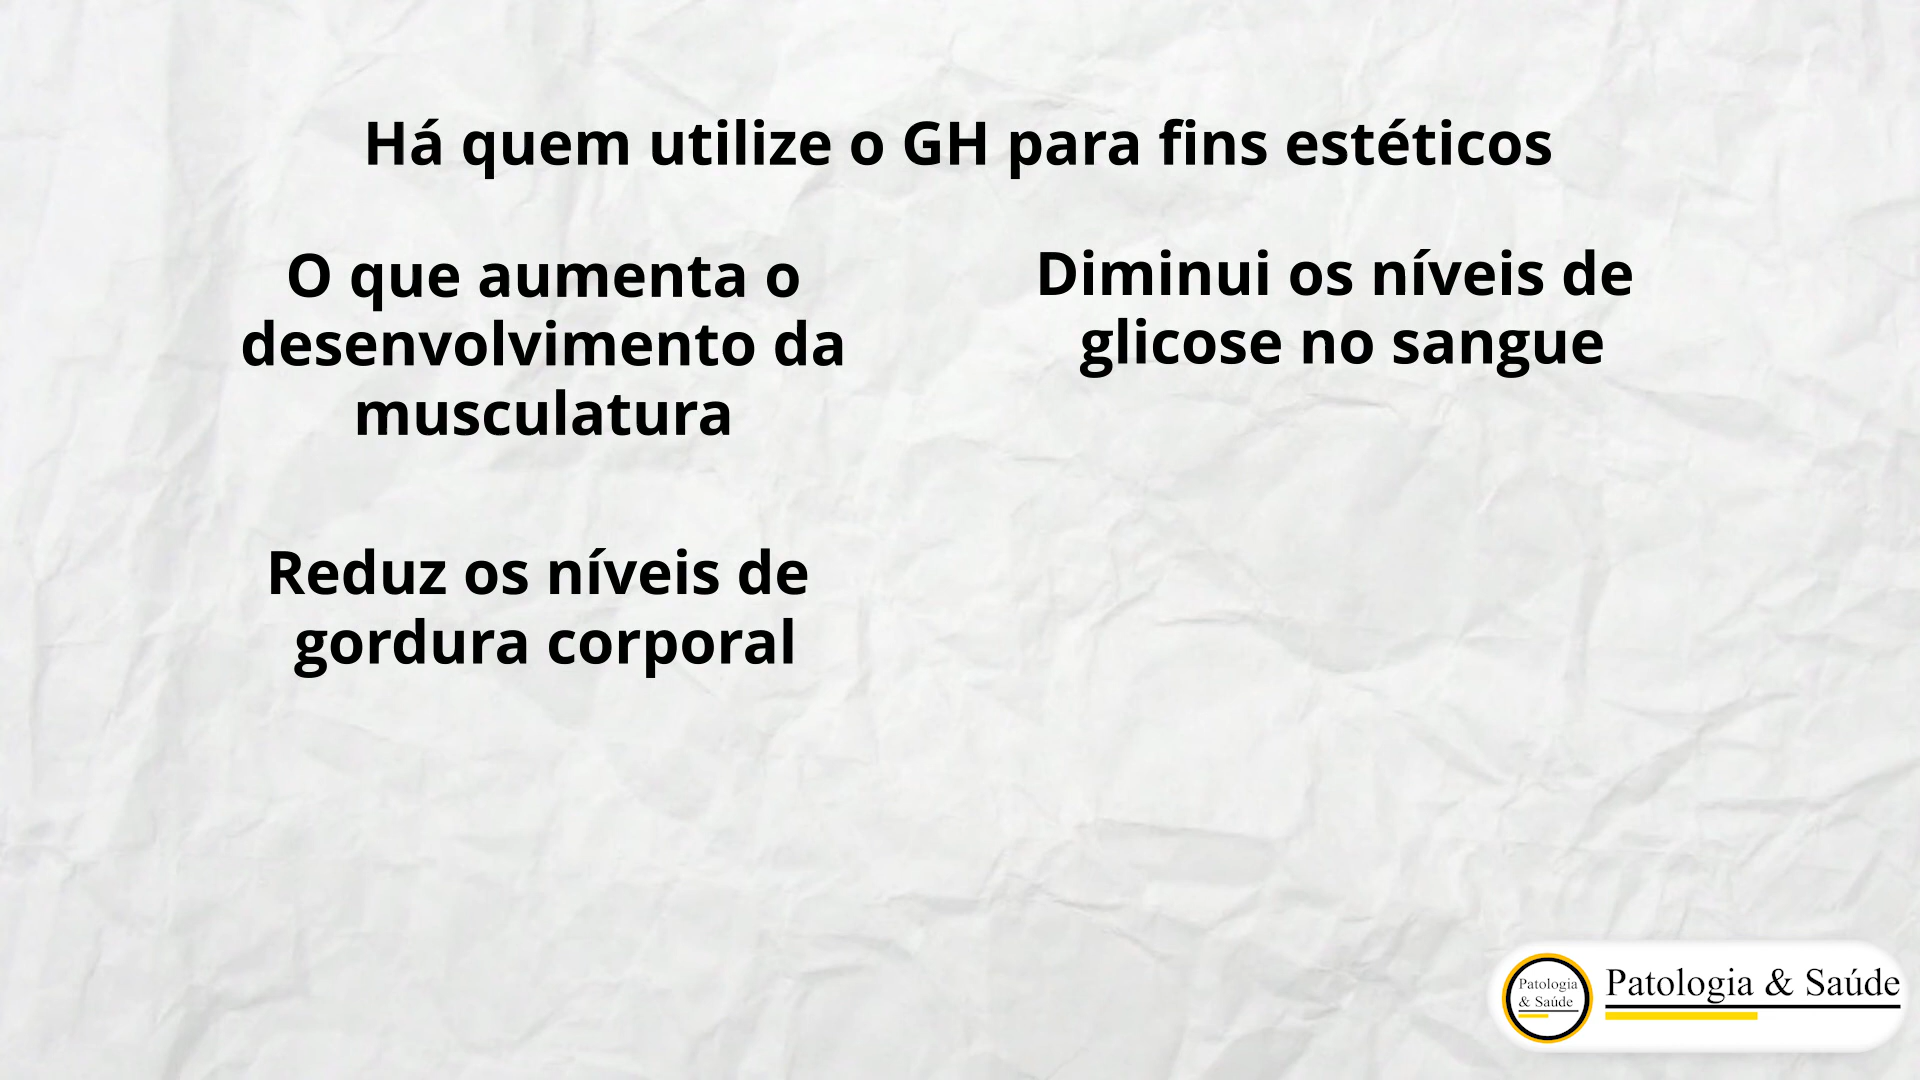 Há quem utilize o GH para fins estéticos
O que aumenta o
desenvolvimento da
musculatura
Reduz os níveis de
gordura corporal
Diminui os níveis de
glicose no sangue
Patologia
& Saúde
Patologia & Saúde